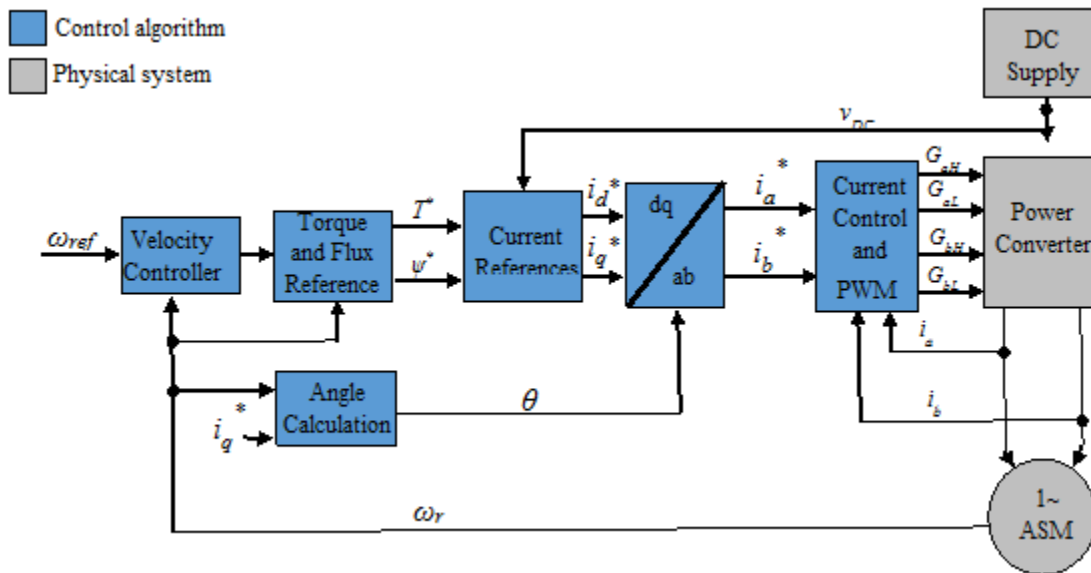 Control algorithm
Physical system
DC
Supply
v_DC
ω_ref
Velocity
Controller
Torque
and Flux
Reference
T*
ψ*
Current
References
i_d*
i_q*
dq
ab
i_a*
i_b*
Current
Control
and
PWM
G_aH
G_aL
G_bH
G_bL
Power
Converter
i_a
i_b
Angle
Calculation
i_q*
θ
ω_r
1~
ASM